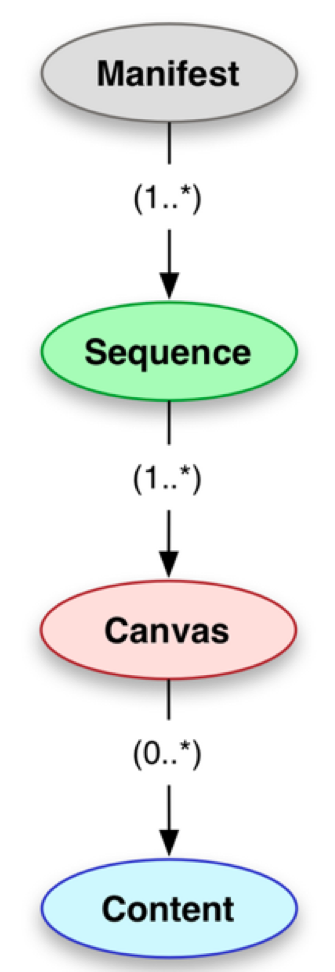 Manifest
(1..*)
Sequence
(1..*)
Canvas
(0..*)
Content